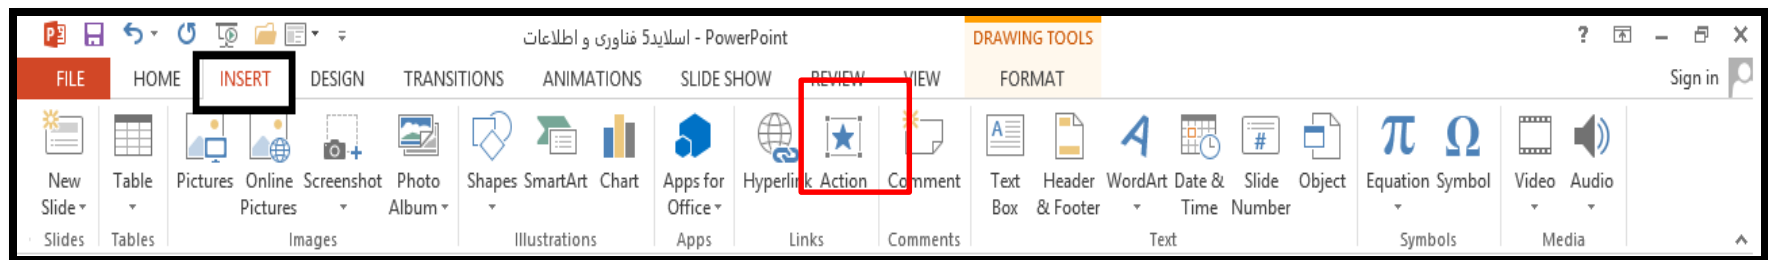 اسلاید5 فناوری و اطلاعات - PowerPoint
DRAWING TOOLS
?
FILE HOME INSERT DESIGN TRANSITIONS ANIMATIONS SLIDE SHOW REVIEW VIEW FORMAT Sign in
New Slide
Table
Pictures
Online Pictures
Screenshot
Photo Album
Shapes
SmartArt
Chart
Apps for Office
Hyperlink
Action
Comment
Text Box
Header & Footer
WordArt
Date & Time
Slide Number
Object
Equation
Symbol
Video
Audio
Slides Tables Images Illustrations Apps Links Comments Text Symbols Media